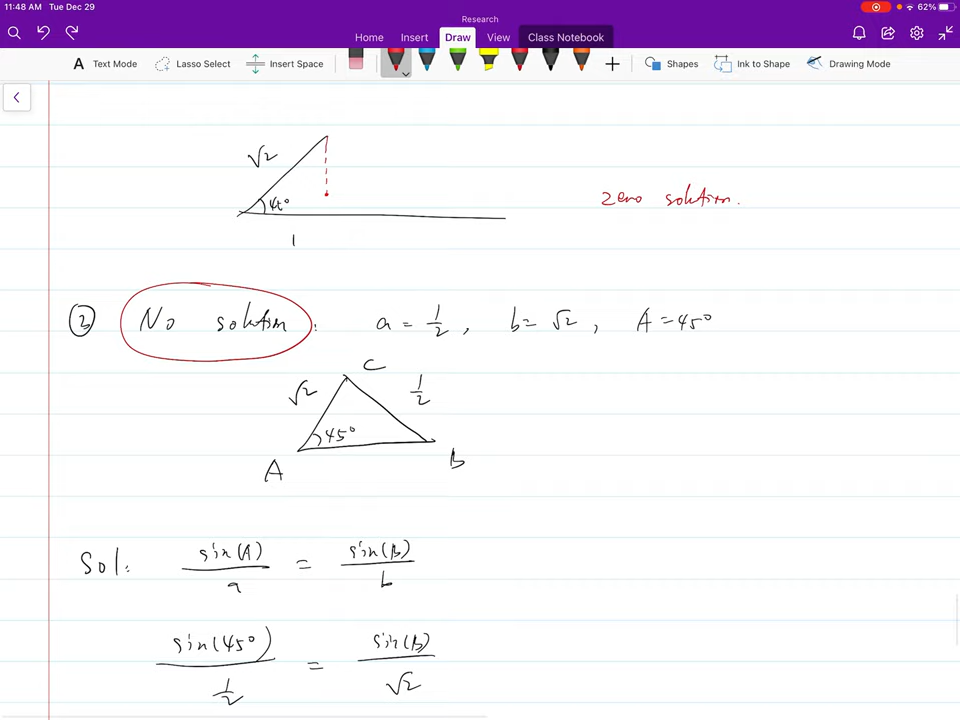 11:48 AM Tue Dec 29
62%
Research
Home Insert Draw View Class Notebook
Text Mode Lasso Select Insert Space Shapes Ink to Shape Drawing Mode
√2
45°
1
zero solution.
② No solution: a = 1/2, b = √2, A = 45°
C
√2 1/2
45°
A B
Sol: sin(A)/a = sin(B)/b
sin(45°)/(1/2) = sin(B)/√2